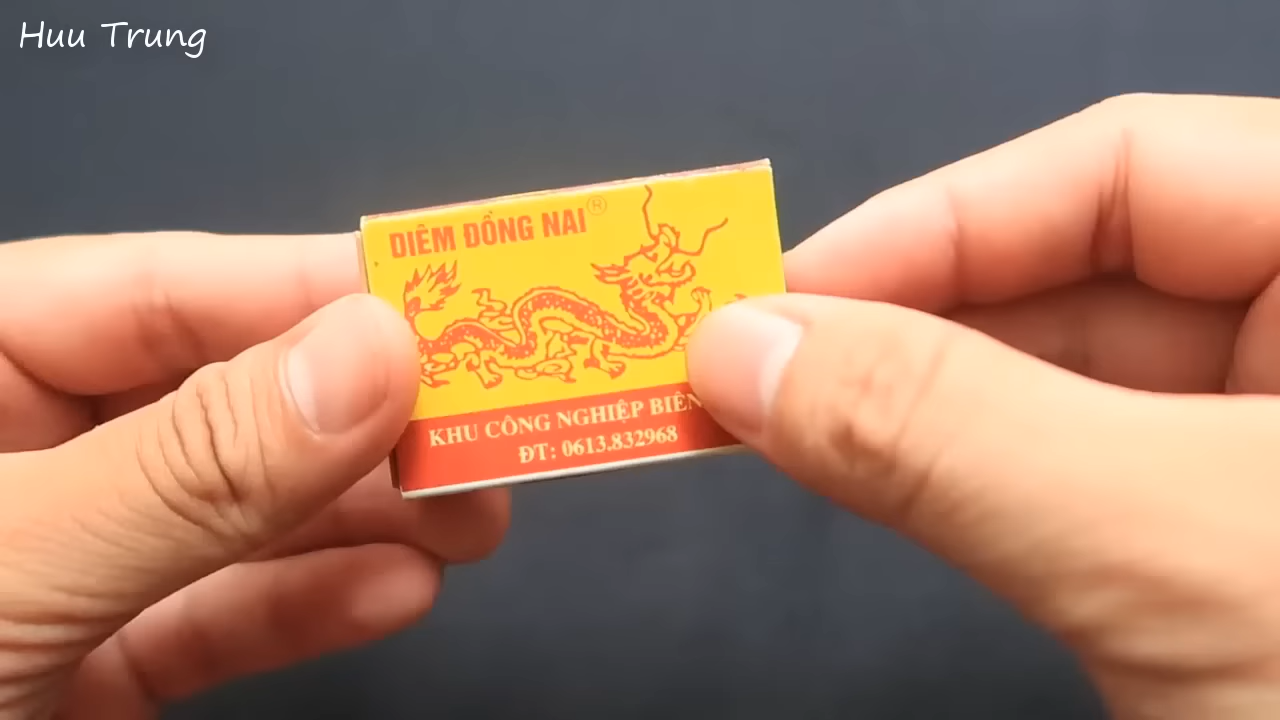 Huu Trung
DIÊM ĐỒNG NAI ®
KHU CÔNG NGHIỆP BIÊN
ĐT: 0613.832968